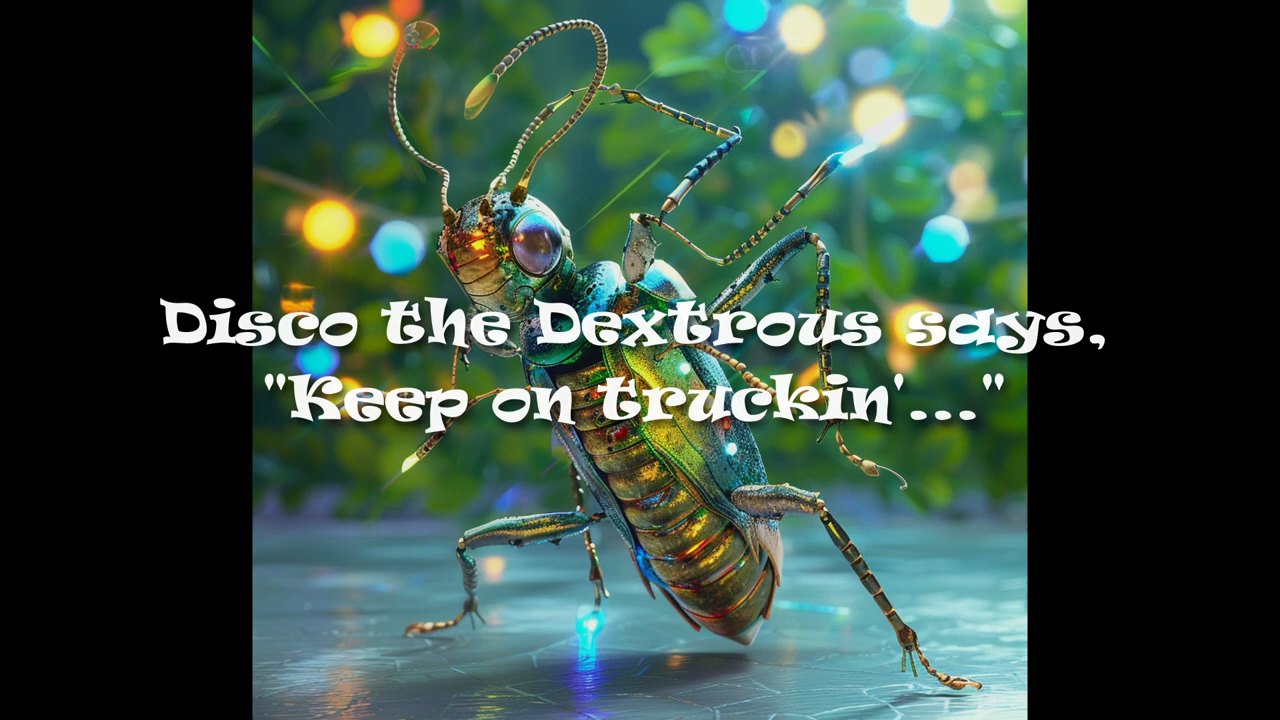 Disco the Dextrous says,
"Keep on truckin'..."